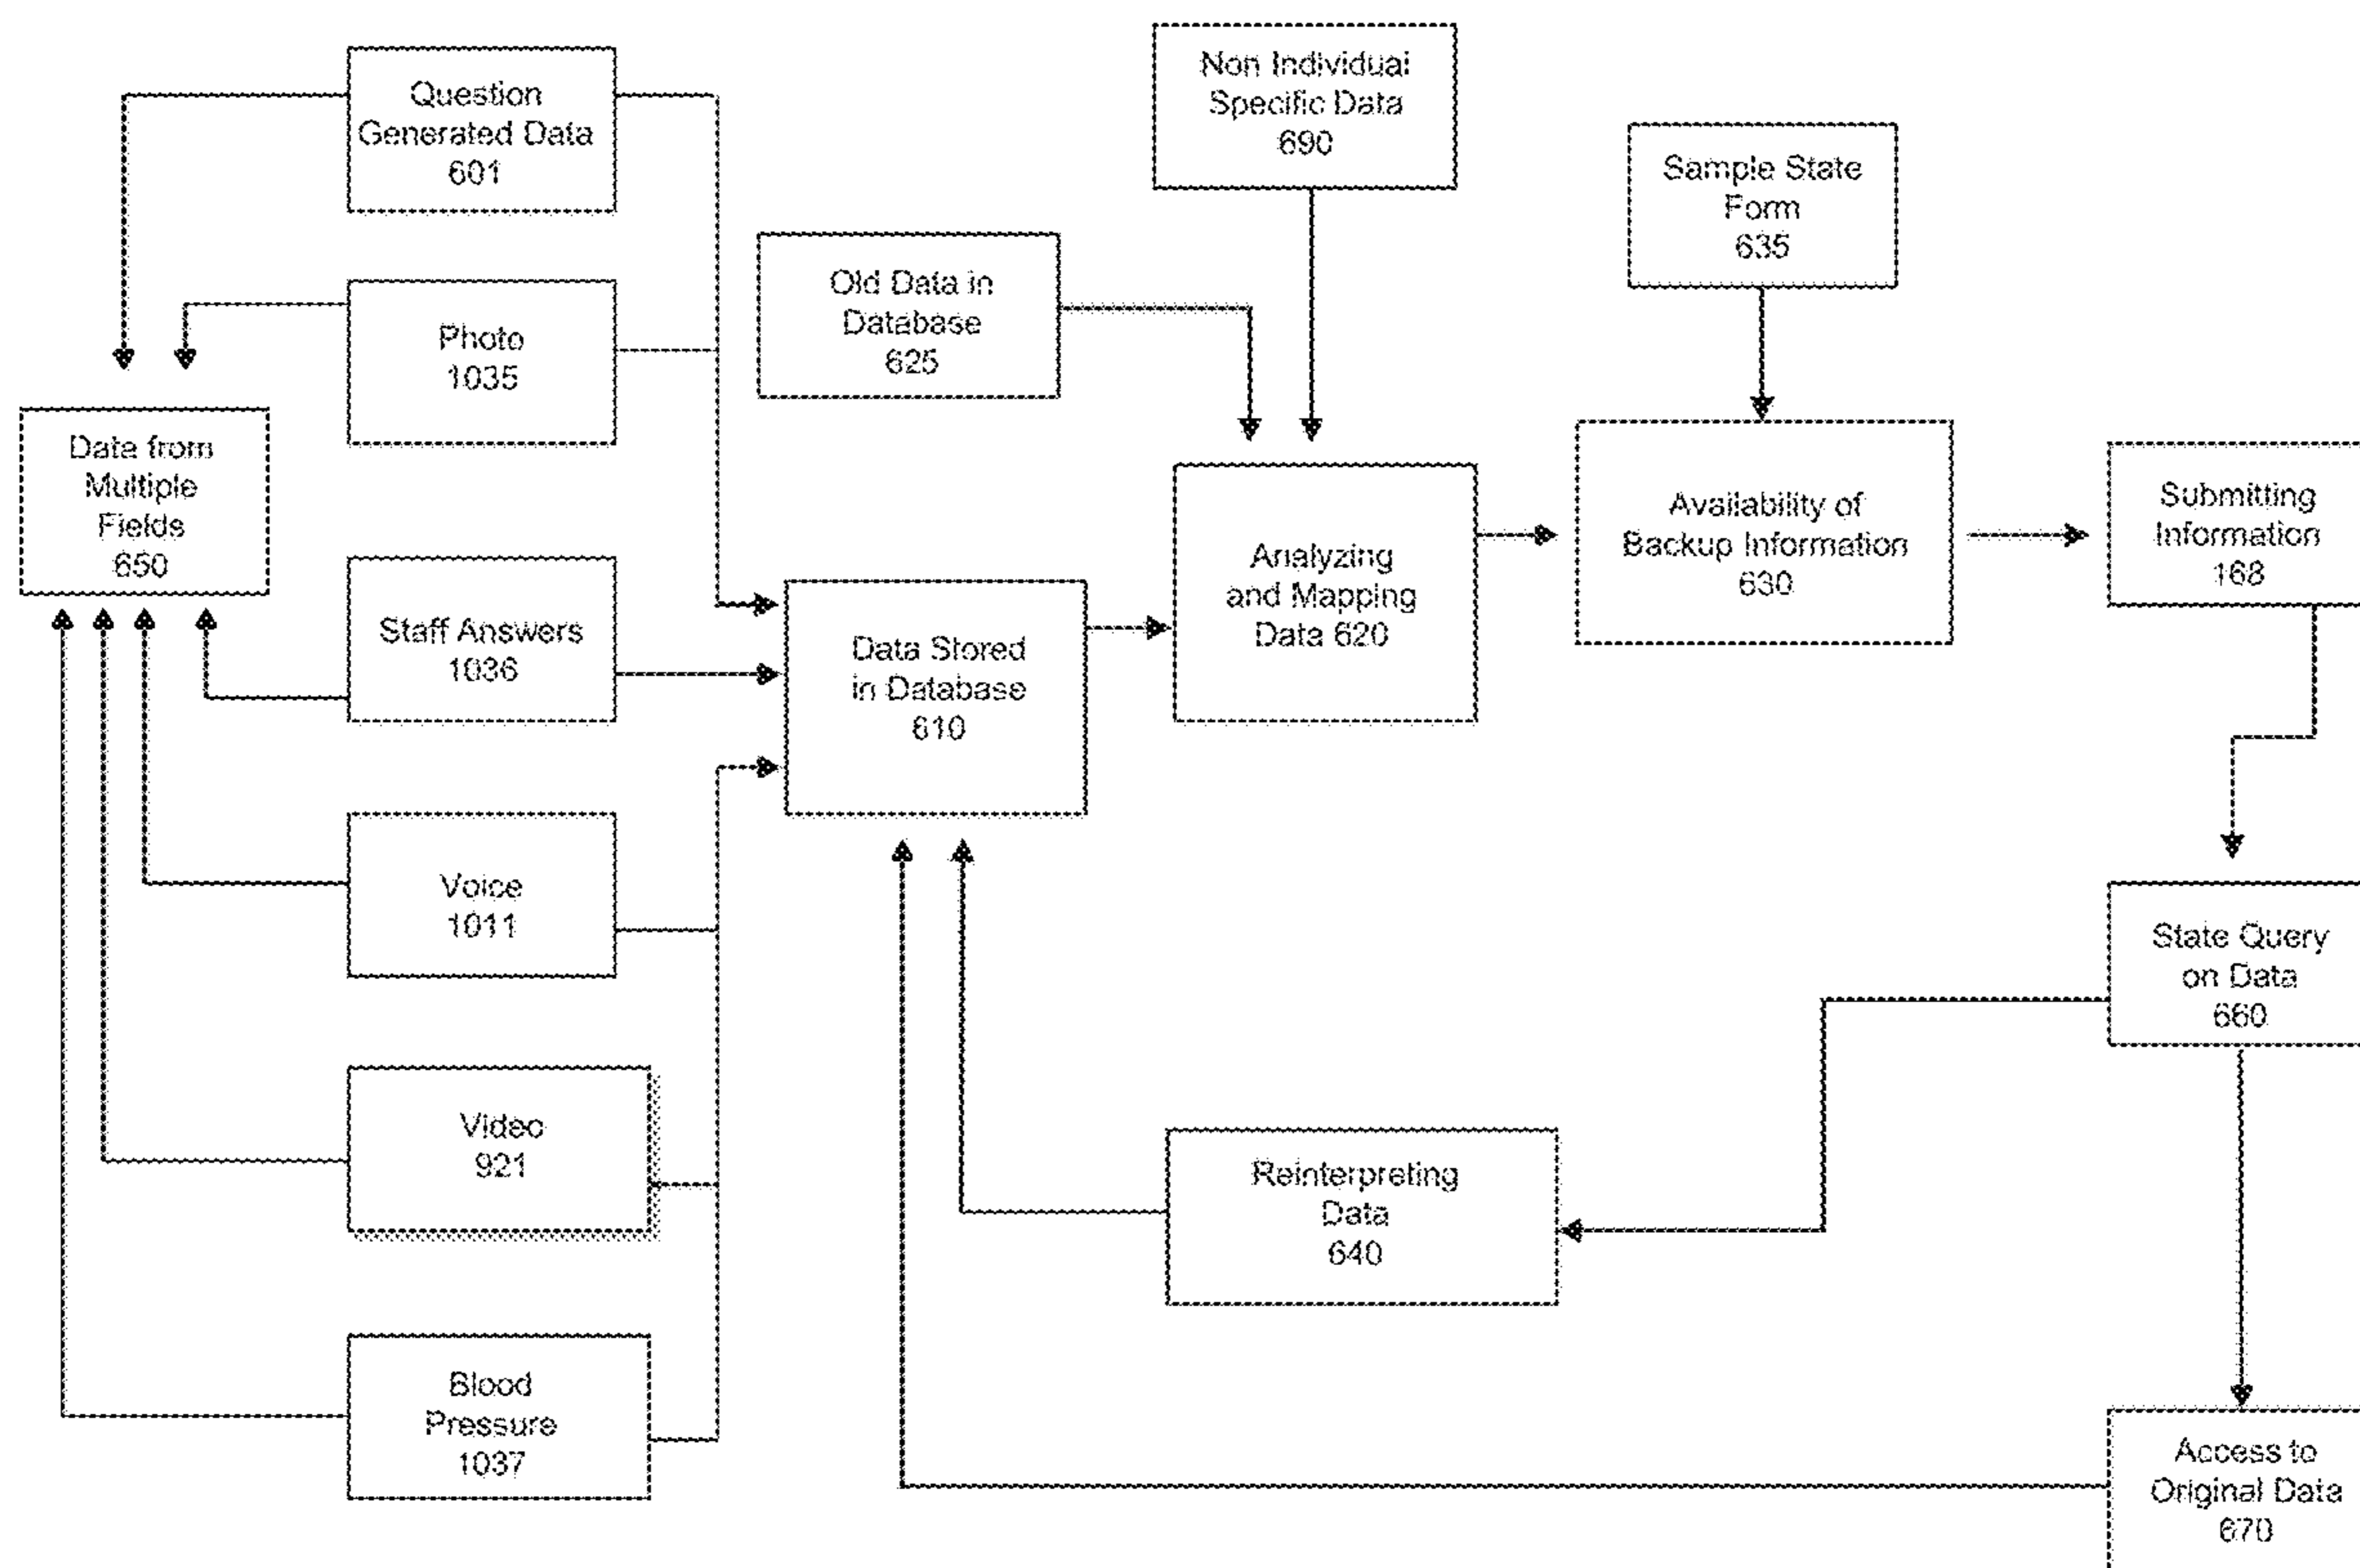 Question
Generated Data
601
Photo
1035
Data from
Multiple
Fields
650
Staff Answers
1036
Voice
1011
Video
921
Blood
Pressure
1037
Old Data in
Database
625
Data Stored
in Database
610
Non Individual
Specific Data
690
Analyzing
and Mapping
Data 620
Sample State
Form
635
Availability of
Backup Information
630
Submitting
Information
168
State Query
on Data
660
Reinterpreting
Data
640
Access to
Original Data
670